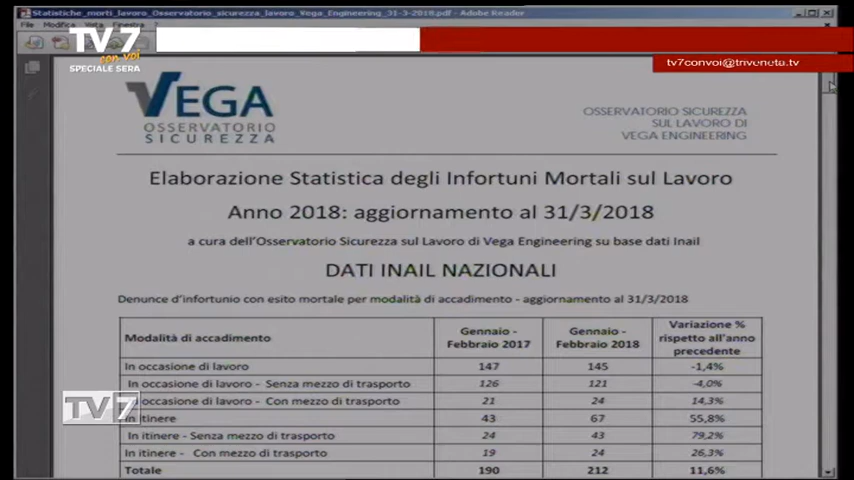 Statistiche_morti_lavoro_Osservatorio_sicurezza_lavoro_Vega_Engineering_31-3-2018.pdf - Adobe Reader
File Modifica Vista Finestra ?
TV7
con voi
SPECIALE SERA
tv7convoi@triveneta.tv
VEGA
OSSERVATORIO
SICUREZZA
OSSERVATORIO SICUREZZA
SUL LAVORO DI
VEGA ENGINEERING
Elaborazione Statistica degli Infortuni Mortali sul Lavoro
Anno 2018: aggiornamento al 31/3/2018
a cura dell'Osservatorio Sicurezza sul Lavoro di Vega Engineering su base dati Inail
DATI INAIL NAZIONALI
Denunce d'infortunio con esito mortale per modalità di accadimento - aggiornamento al 31/3/2018
Modalità di accadimento Gennaio - Febbraio 2017 Gennaio - Febbraio 2018 Variazione % rispetto all'anno precedente
In occasione di lavoro 147 145 -1,4%
In occasione di lavoro - Senza mezzo di trasporto 126 121 -4,0%
In occasione di lavoro - Con mezzo di trasporto 21 24 14,3%
In itinere 43 67 55,8%
In itinere - Senza mezzo di trasporto 24 43 79,2%
In itinere - Con mezzo di trasporto 19 24 26,3%
Totale 190 212 11,6%
TV7